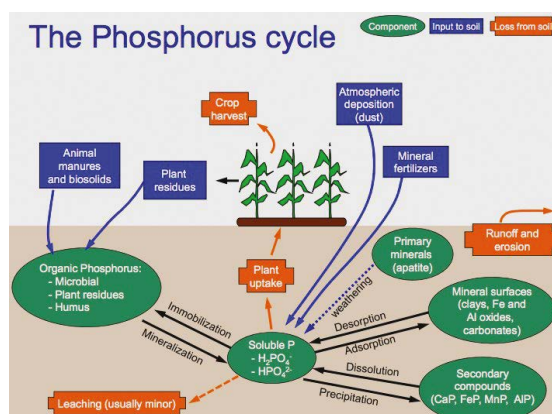 The Phosphorus cycle
Component
Input to soil
Loss from soil
Crop
harvest
Atmospheric
deposition
(dust)
Animal
manures
and biosolids
Plant
residues
Mineral
fertilizers
Runoff and
erosion
Primary
minerals
(apatite)
Organic Phosphorus:
- Microbial
- Plant residues
- Humus
Plant
uptake
weathering
Mineral surfaces
(clays, Fe and
Al oxides,
carbonates)
Immobilization
Mineralization
Desorption
Adsorption
Soluble P
- H₂PO₄⁻
- HPO₄²⁻
Dissolution
Precipitation
Secondary
compounds
(CaP, FeP, MnP, AlP)
Leaching (usually minor)